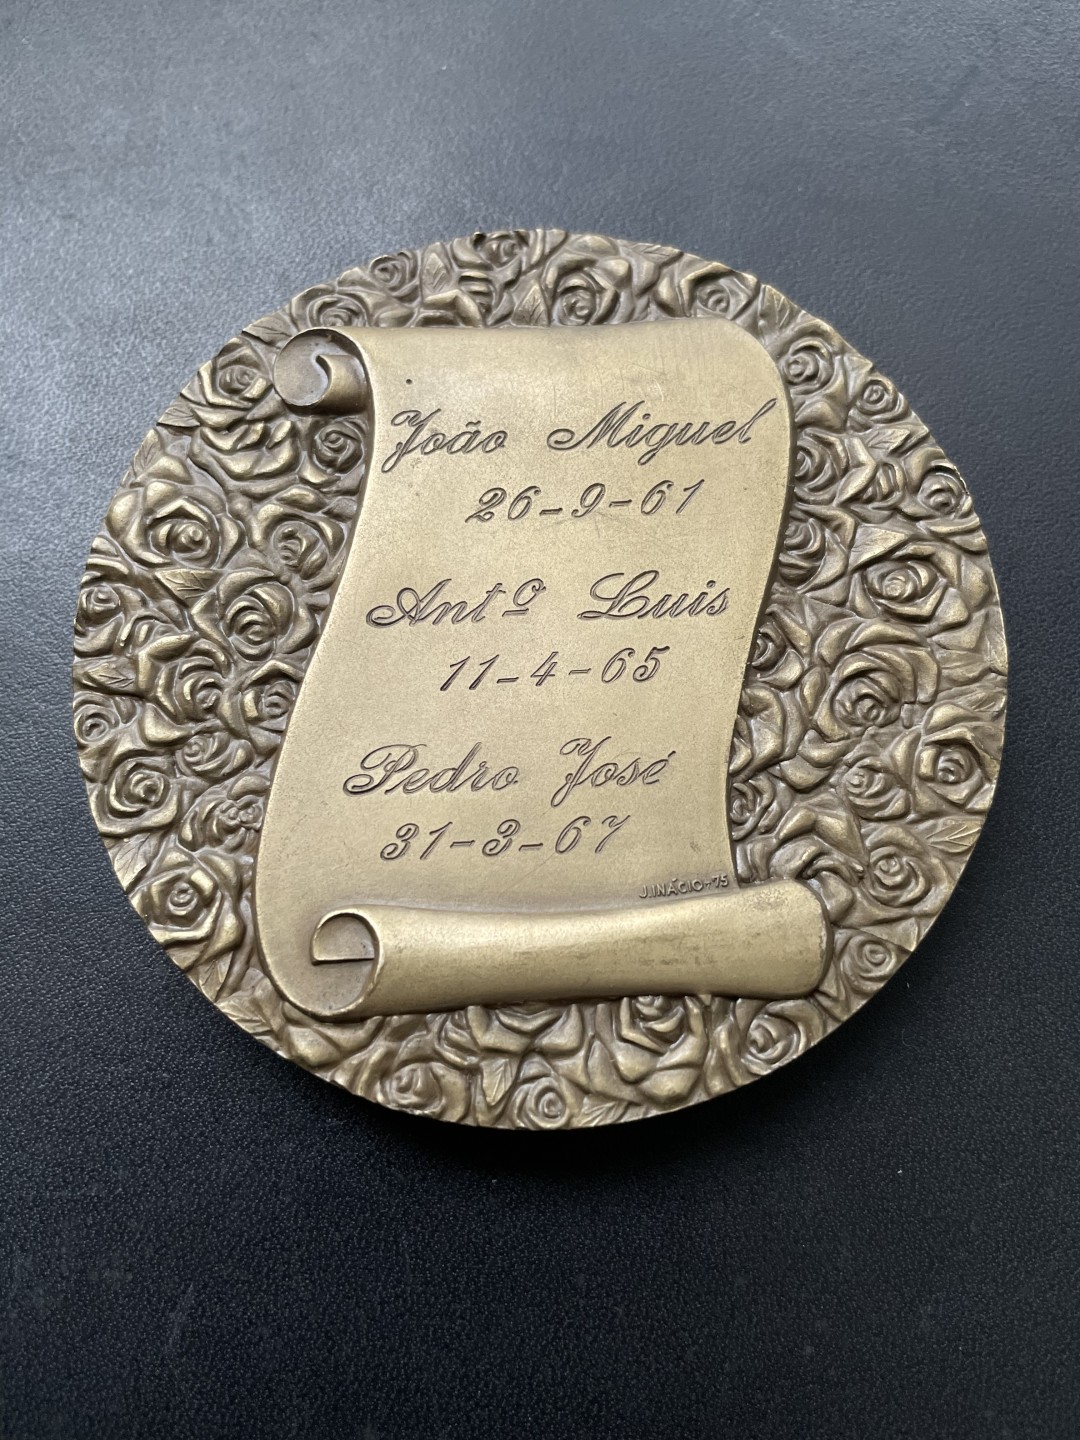 João Miguel
26-9-61
Antº Luis
11-4-65
Pedro José
31-3-67
J.INÁCIO-75